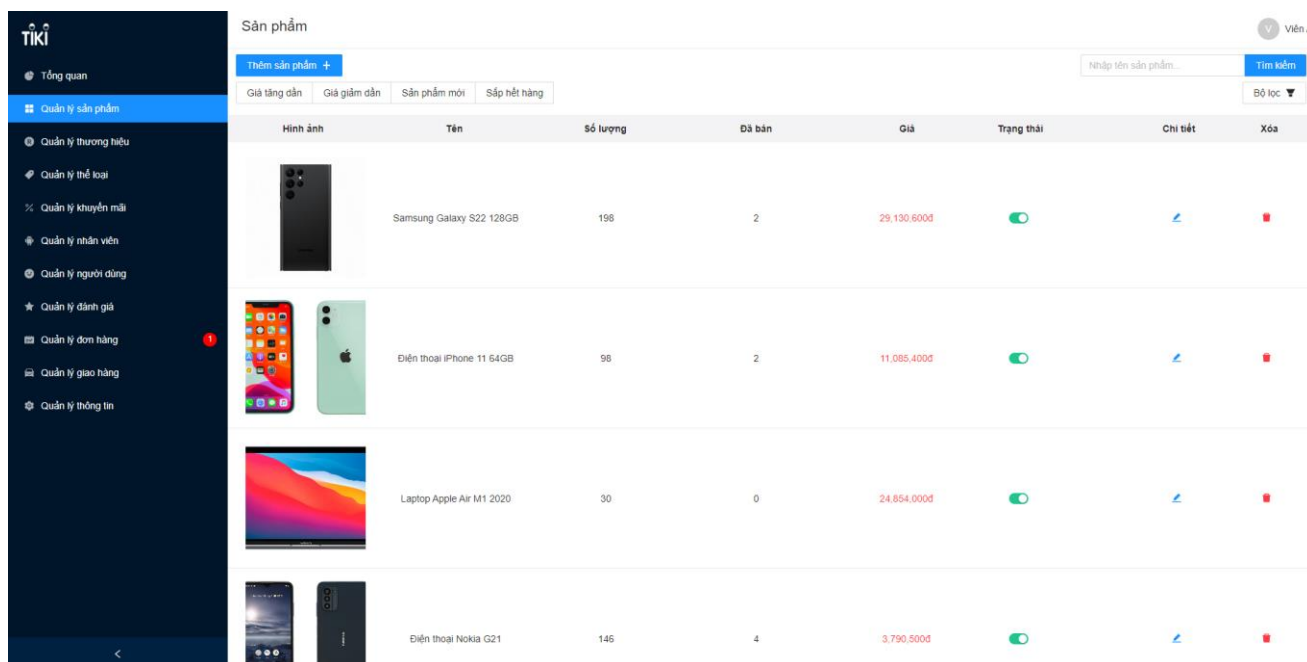 TIKI
Sản phẩm
V Viên
Tổng quan
Quản lý sản phẩm
Quản lý thương hiệu
Quản lý thể loại
Quản lý khuyến mãi
Quản lý nhân viên
Quản lý người dùng
Quản lý đánh giá
Quản lý đơn hàng 1
Quản lý giao hàng
Quản lý thông tin
Thêm sản phẩm +
Nhập tên sản phẩm... Tìm kiếm
Giá tăng dần Giá giảm dần Sản phẩm mới Sắp hết hàng Bộ lọc
Hình ảnh Tên Số lượng Đã bán Giá Trạng thái Chi tiết Xóa
Samsung Galaxy S22 128GB 198 2 29,130,600đ
Điện thoại iPhone 11 64GB 98 2 11,085,400đ
Laptop Apple Air M1 2020 30 0 24,854,000đ
Điện thoại Nokia G21 146 4 3,790,500đ